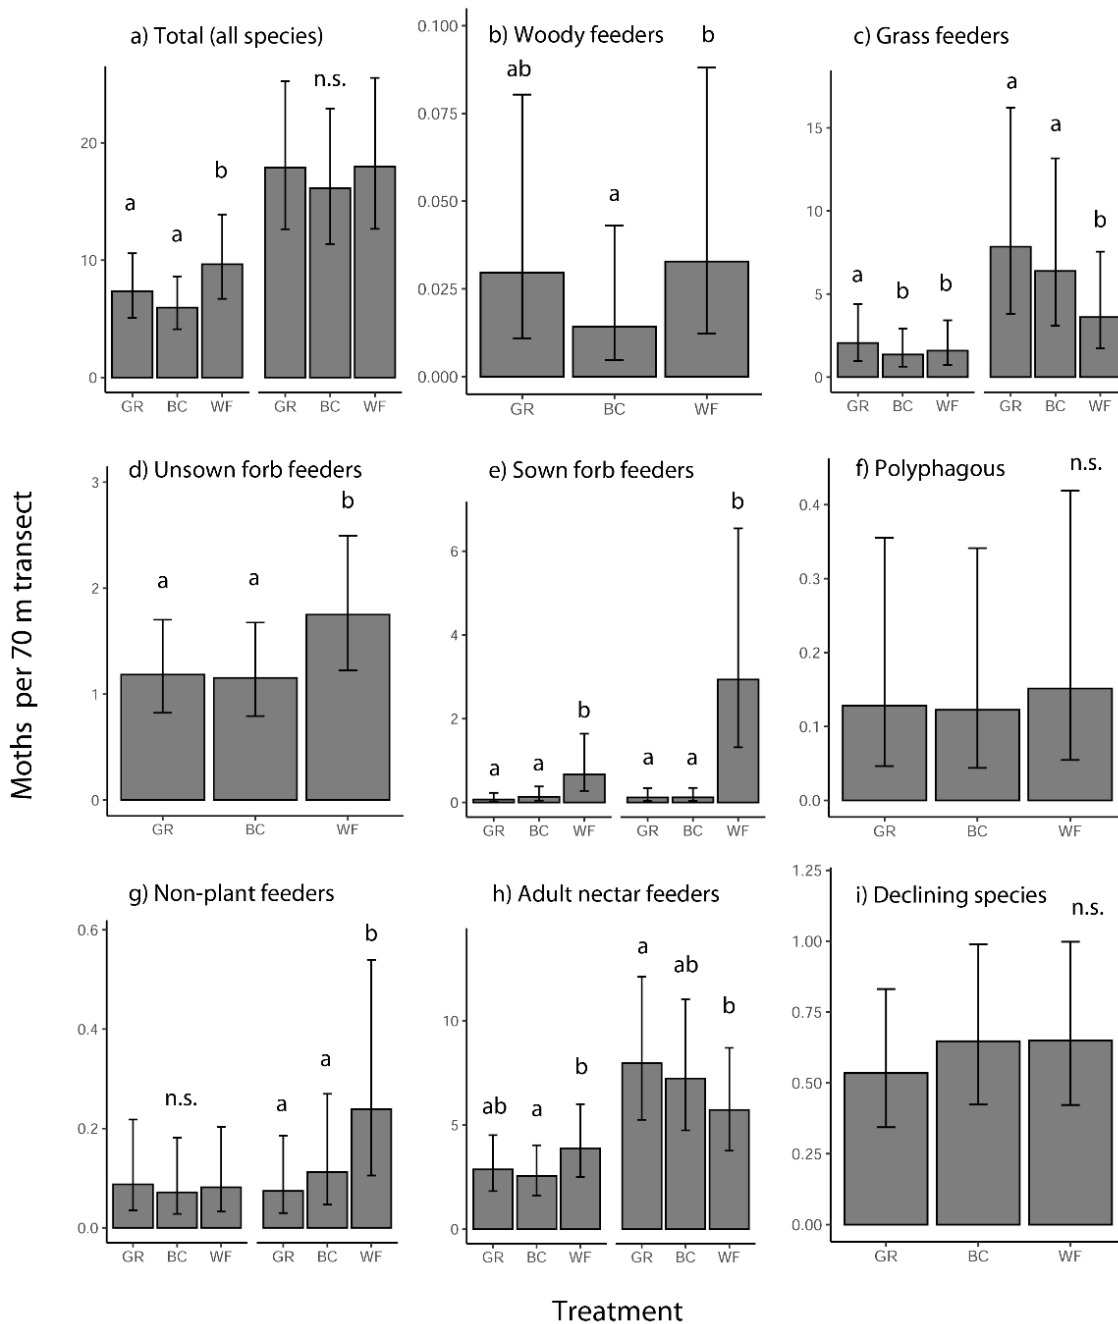 a) Total (all species)
20
10
0
a
a
b
n.s.
GR BC WF GR BC WF
b) Woody feeders
0.100
0.075
0.050
0.025
0.000
ab
a
b
GR BC WF
c) Grass feeders
15
10
5
0
a
b
b
a
a
b
GR BC WF GR BC WF
d) Unsown forb feeders
3
2
1
0
a
a
b
GR BC WF
e) Sown forb feeders
6
4
2
0
a
a
b
a
a
b
GR BC WF GR BC WF
f) Polyphagous
n.s.
0.4
0.3
0.2
0.1
0.0
GR BC WF
g) Non-plant feeders
0.6
0.4
0.2
0.0
n.s.
a
a
b
GR BC WF GR BC WF
h) Adult nectar feeders
10
5
0
ab
a
b
a
ab
b
GR BC WF GR BC WF
i) Declining species
n.s.
1.25
1.00
0.75
0.50
0.25
0.00
GR BC WF
Moths per 70 m transect
Treatment